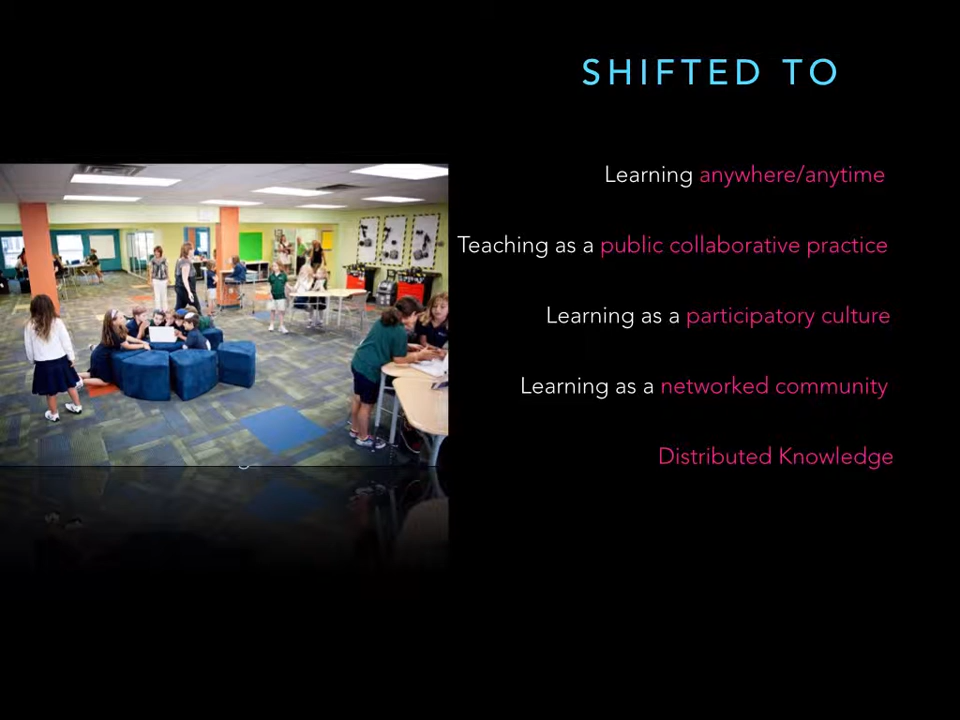 SHIFTED TO
Learning anywhere/anytime
Teaching as a public collaborative practice
Learning as a participatory culture
Learning as a networked community
Distributed Knowledge